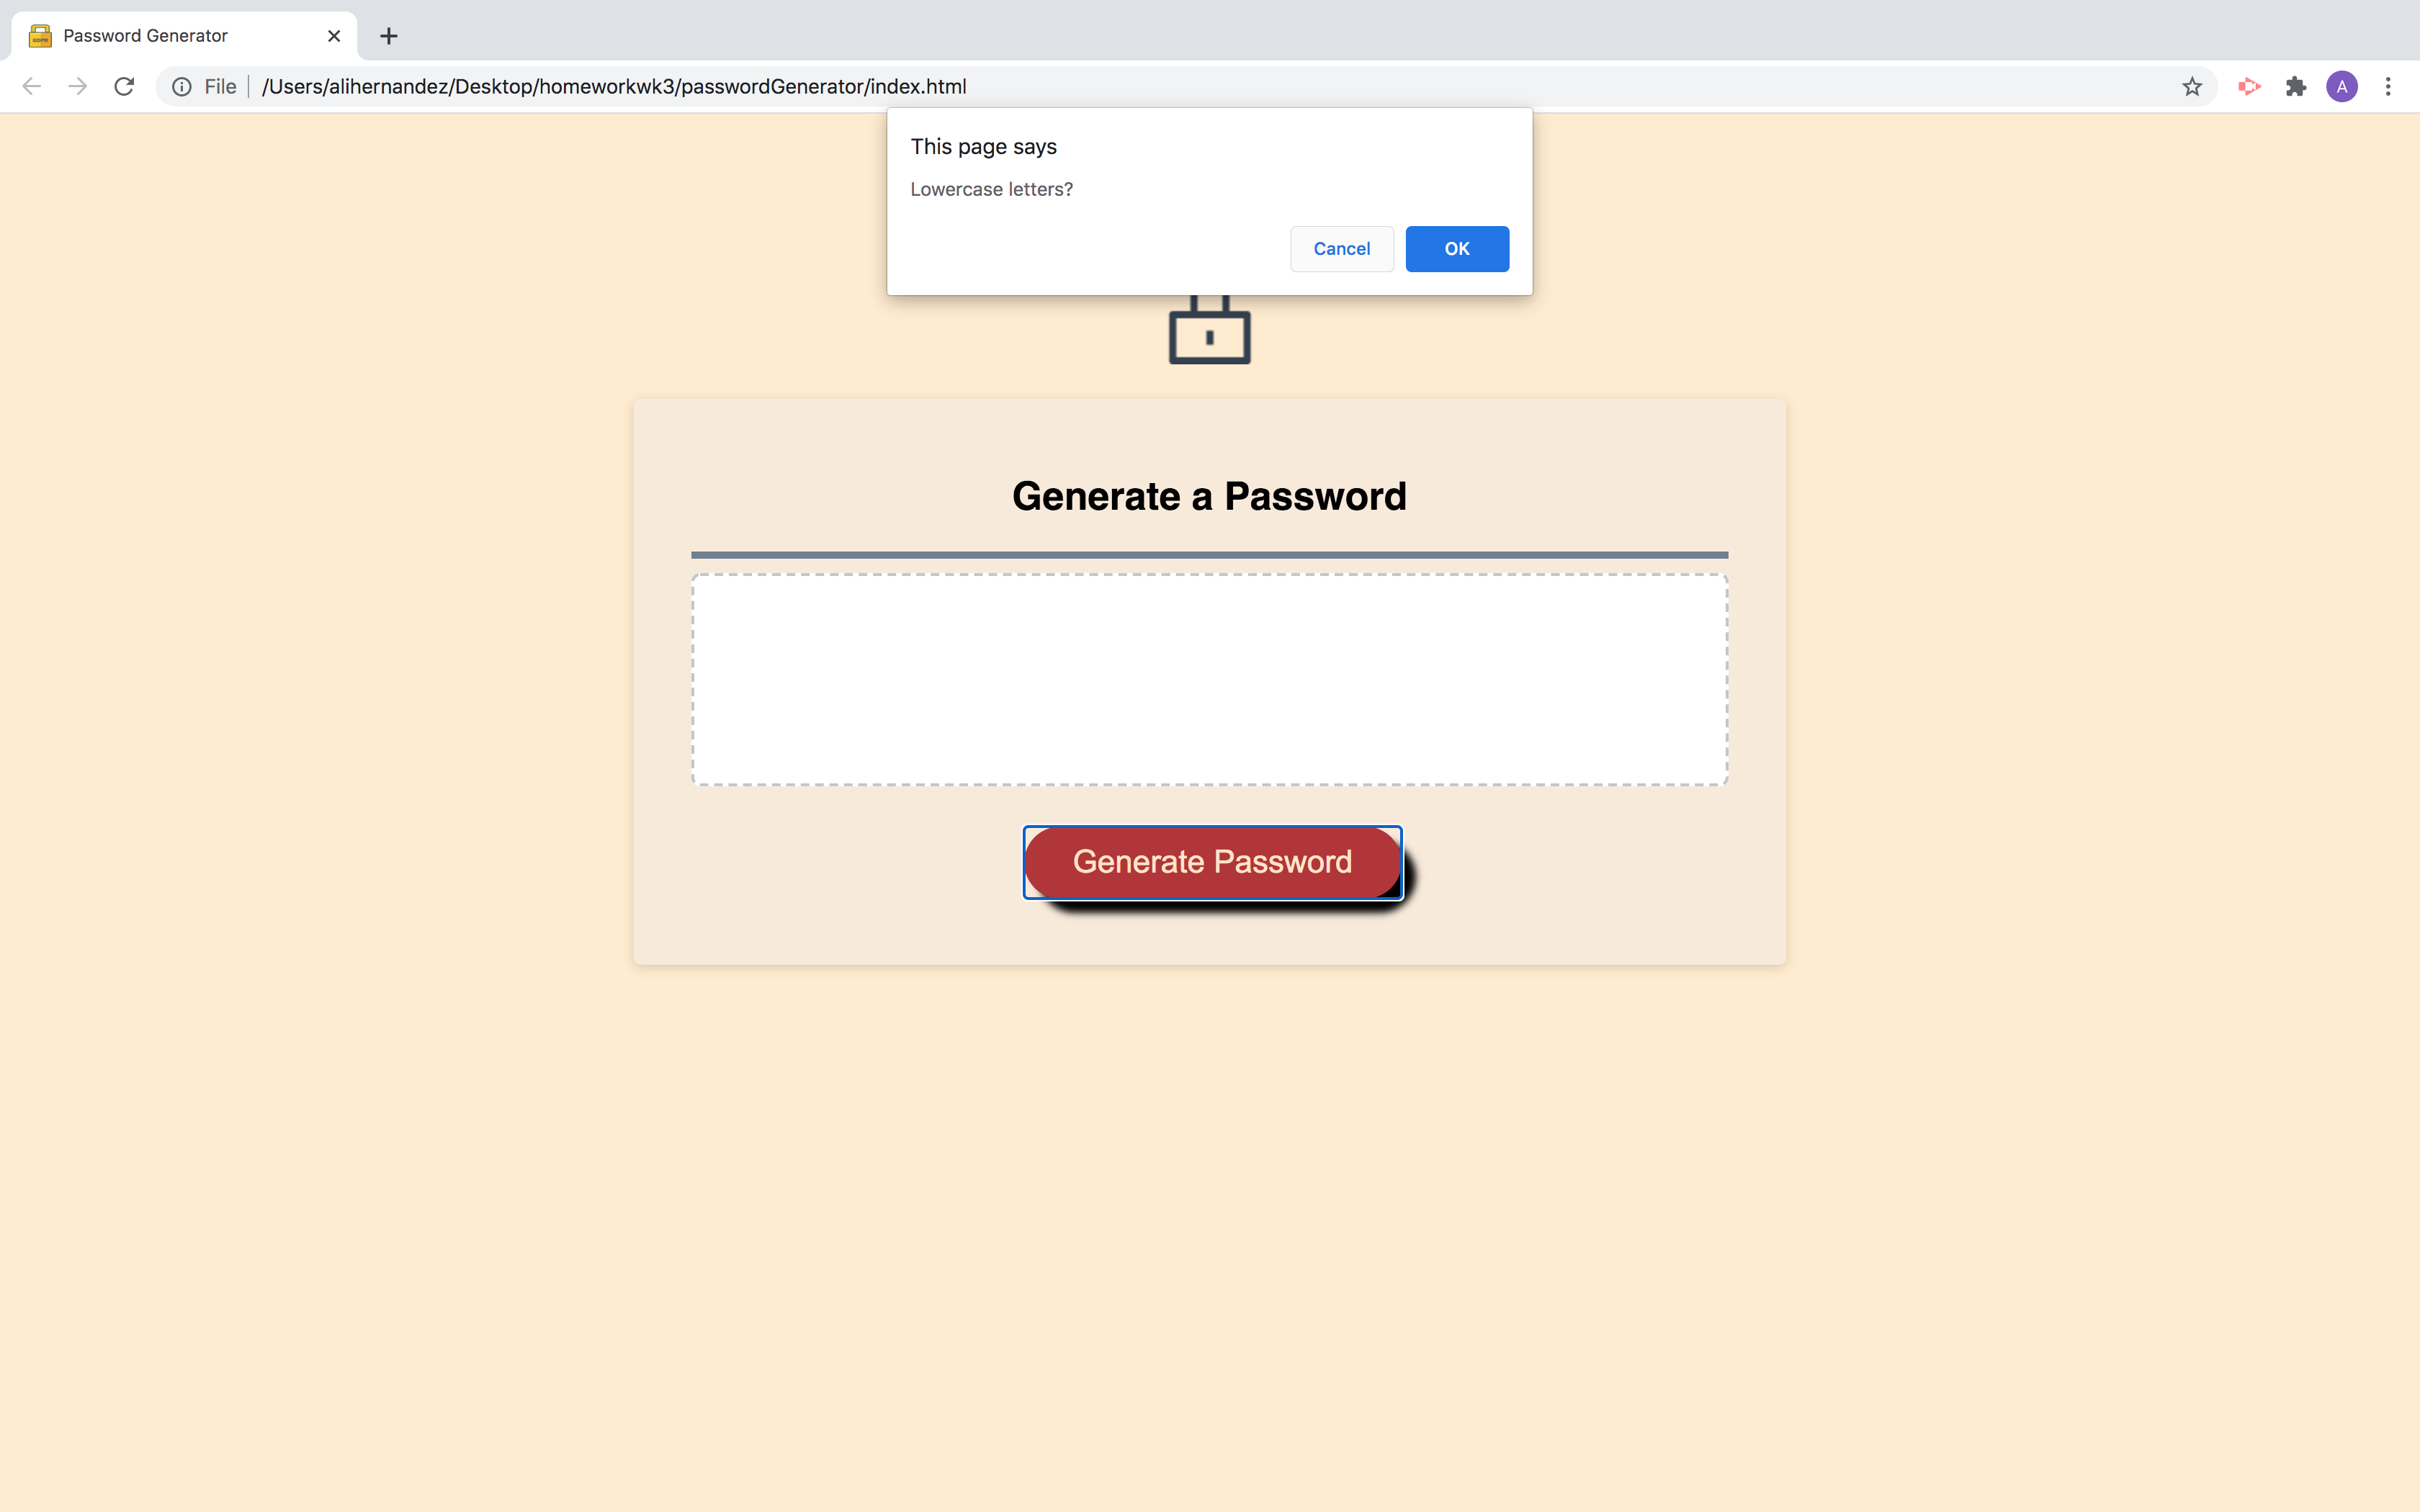 Password Generator
File
/Users/alihernandez/Desktop/homeworkwk3/passwordGenerator/index.html
A
This page says
Lowercase letters?
Cancel
OK
Generate a Password
Generate Password